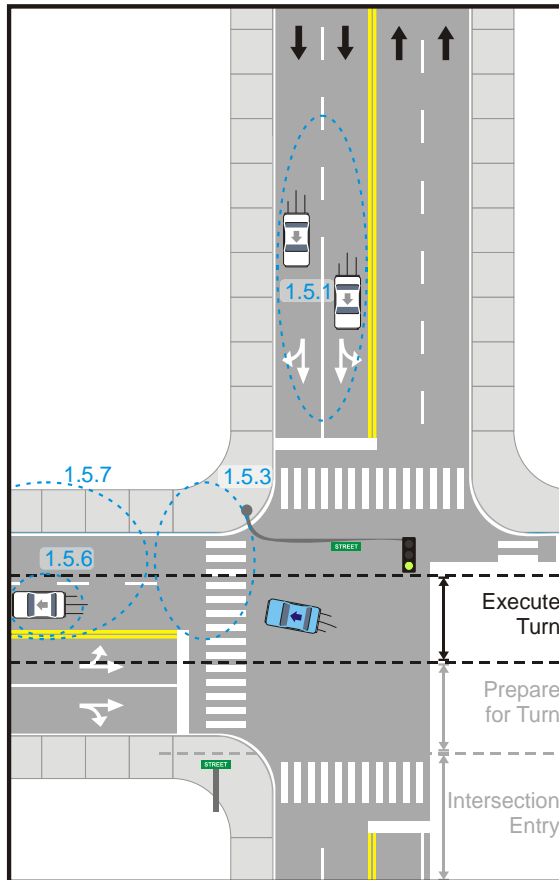 1.5.1
1.5.7
1.5.3
STREET
1.5.6
Execute
Turn
Prepare
for Turn
STREET
Intersection
Entry